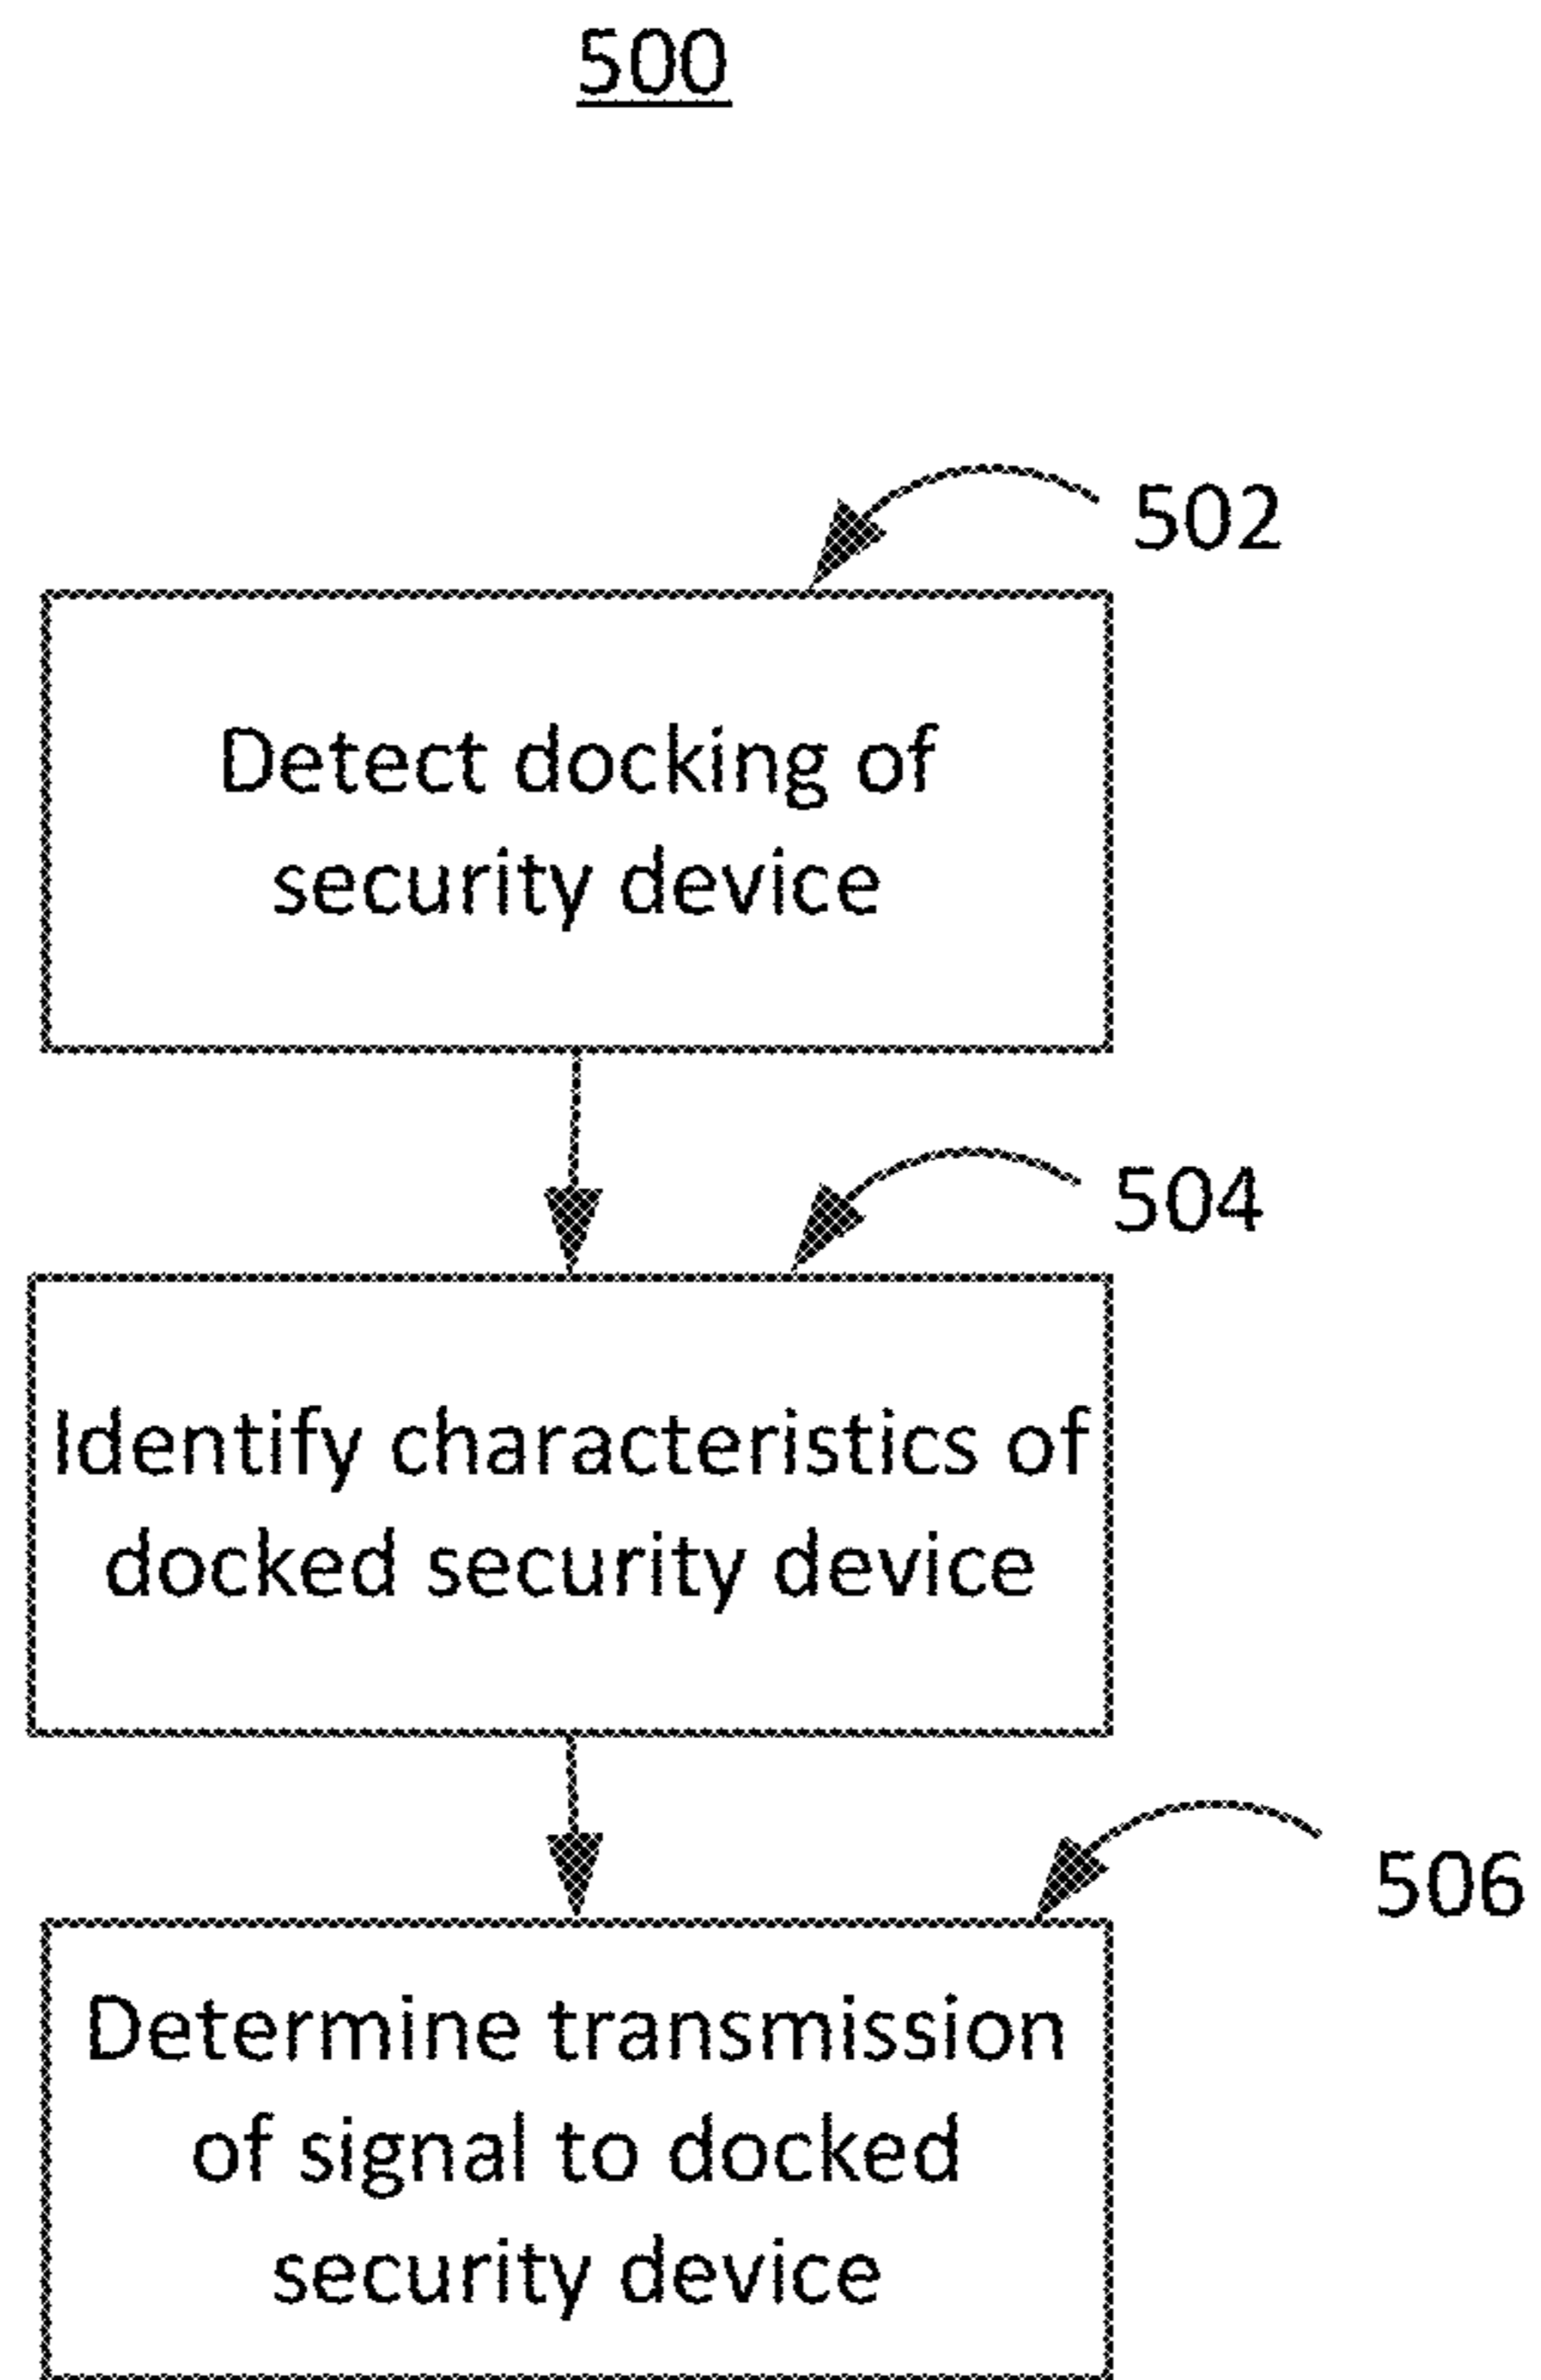 500
502
Detect docking of
security device
504
Identify characteristics of
docked security device
506
Determine transmission
of signal to docked
security device